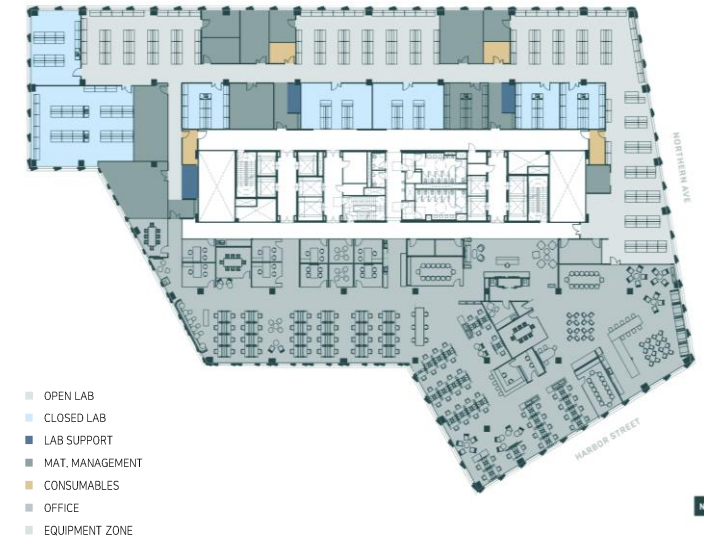 NORTHERN AVE
HARBOR STREET
OPEN LAB
CLOSED LAB
LAB SUPPORT
MAT, MANAGEMENT
CONSUMABLES
OFFICE
EQUIPMENT ZONE
N